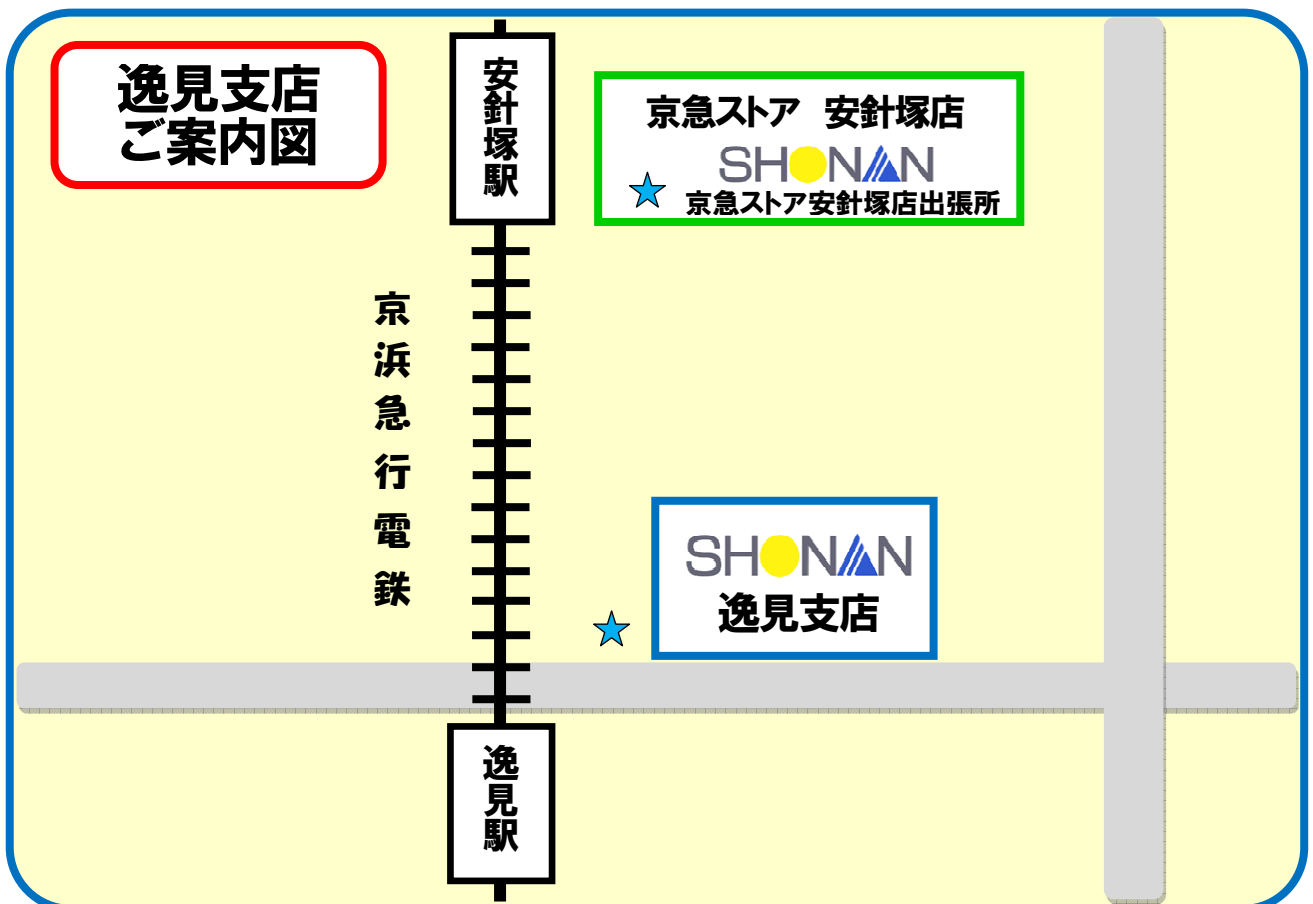 逸見支店
ご案内図
安針塚駅
京急ストア 安針塚店
SHONAN
京急ストア安針塚店出張所
京浜急行電鉄
SHONAN
逸見支店
逸見駅